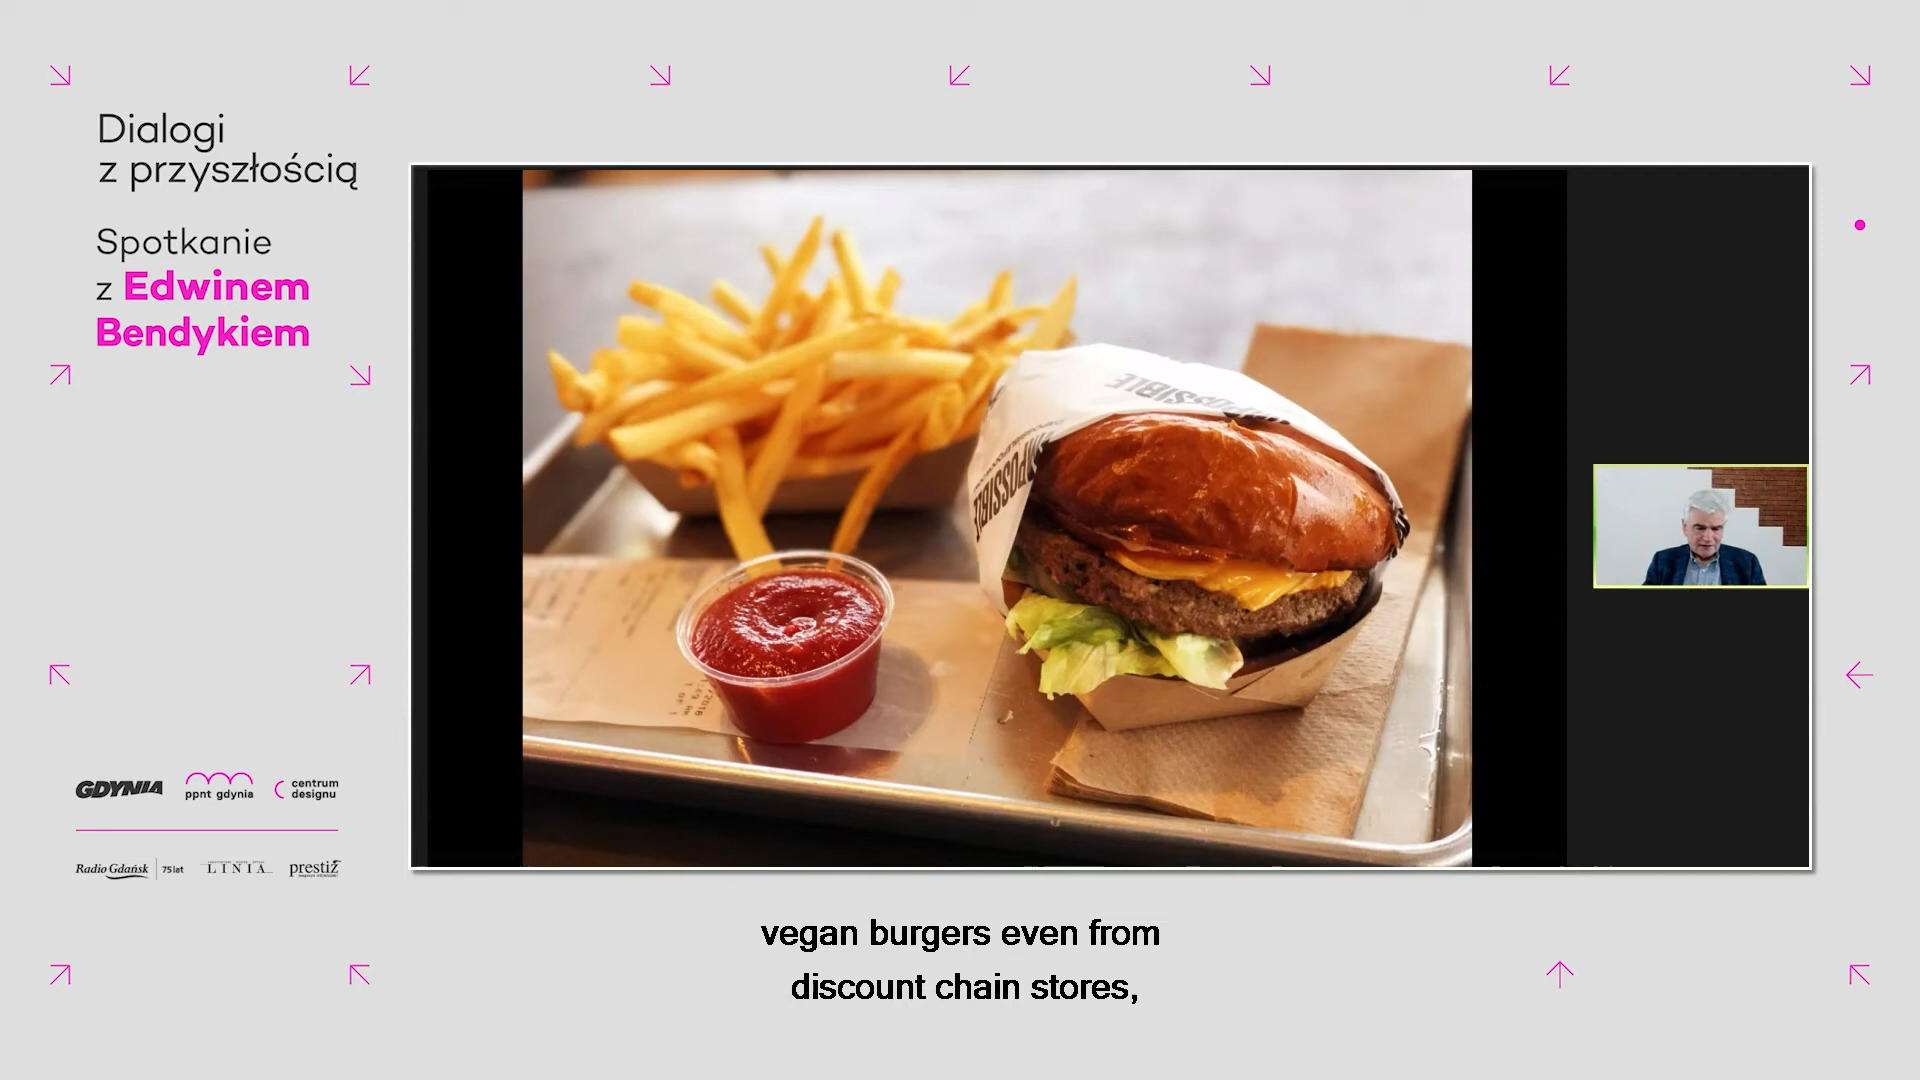 Dialogi
z przyszłością
Spotkanie
z Edwinem
Bendykiem
IMPOSSIBLE
IMPOSSIBLE
GDYNIA
ppnt gdynia
centrum
designu
Radio Gdańsk 75 lat
LINIA
prestiż
vegan burgers even from
discount chain stores,